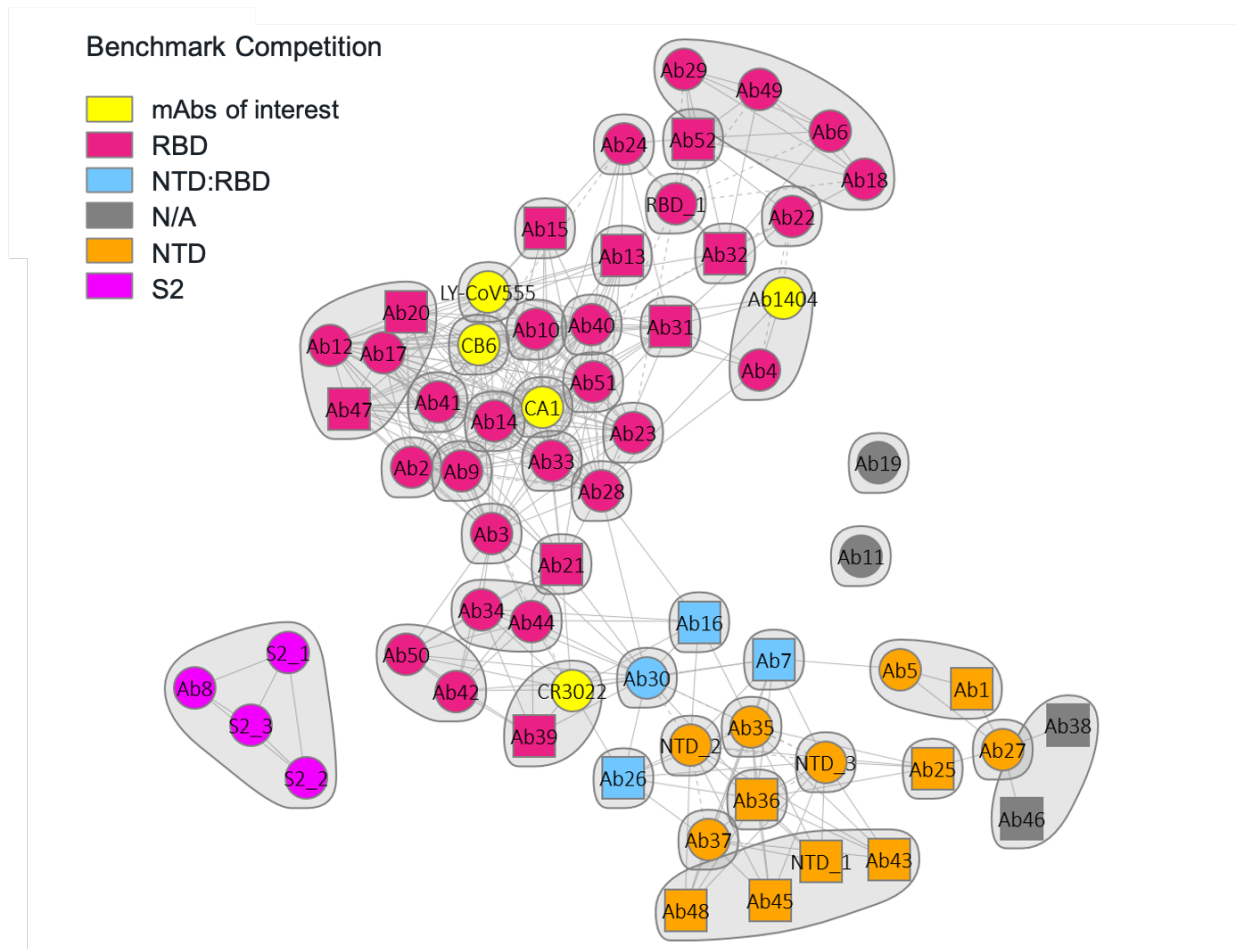 Benchmark Competition
mAbs of interest
RBD
NTD:RBD
N/A
NTD
S2
Ab29
Ab49
Ab6
Ab52
Ab24
Ab18
RBD_1
Ab22
Ab15
Ab13
Ab32
LY-CoV555
Ab1404
Ab20
Ab10
Ab40
Ab31
Ab12
Ab17
CB6
Ab4
Ab51
Ab47
Ab41
CA1
Ab14
Ab23
Ab2
Ab9
Ab33
Ab19
Ab28
Ab3
Ab11
Ab21
Ab34
Ab44
Ab16
S2_1
Ab50
Ab7
Ab5
Ab8
Ab42
CR3022
Ab30
Ab1
S2_3
Ab39
NTD_2
Ab35
Ab38
Ab27
NTD_3
Ab25
S2_2
Ab26
Ab36
Ab46
Ab37
NTD_1
Ab43
Ab48
Ab45